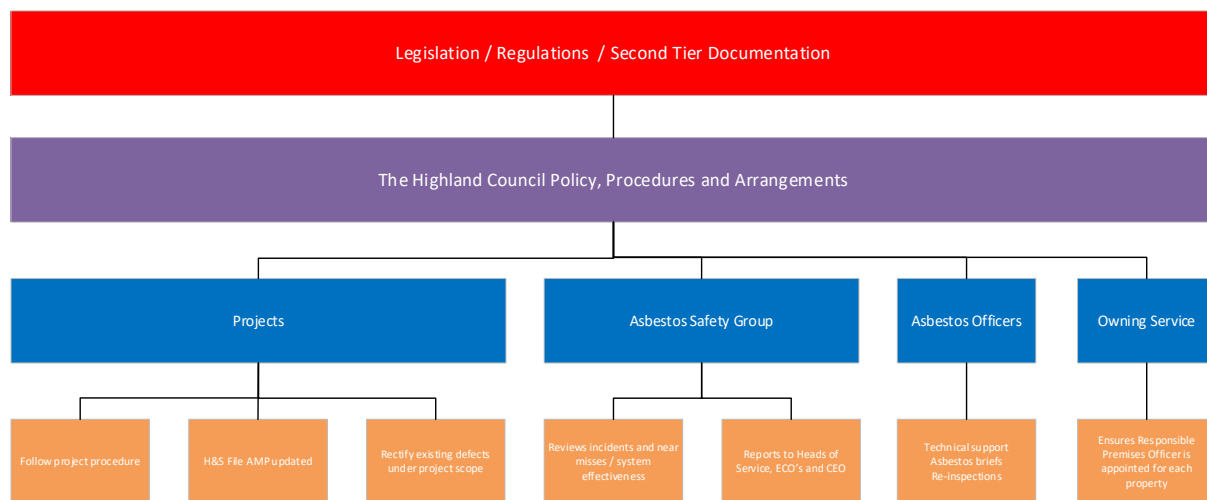 Legislation / Regulations / Second Tier Documentation
The Highland Council Policy, Procedures and Arrangements
Projects
Asbestos Safety Group
Asbestos Officers
Owning Service
Follow project procedure
H&S File AMP updated
Rectify existing defects
under project scope
Reviews incidents and near
misses / system
effectiveness
Reports to Heads of
Service, ECO's and CEO
Technical support
Asbestos briefs
Re-inspections
Ensures Responsible
Premises Officer is
appointed for each
property